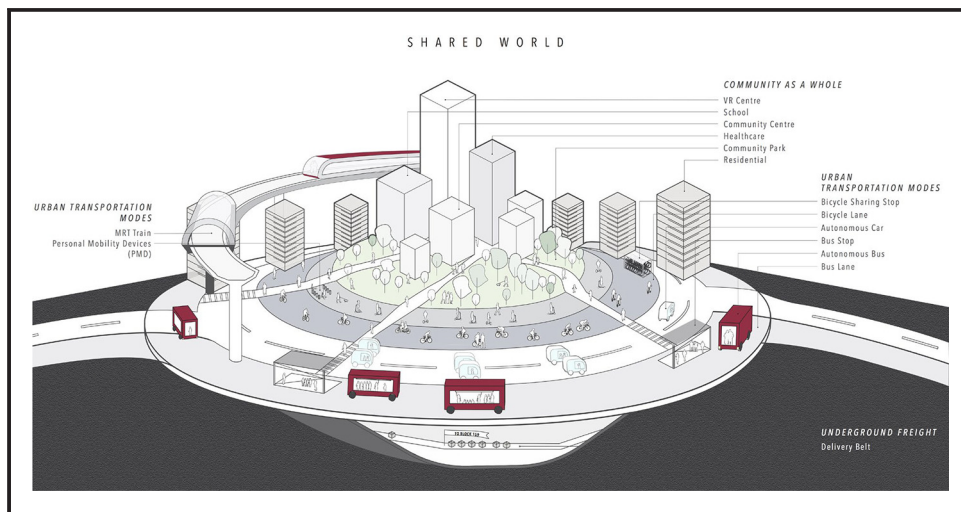 SHARED WORLD
COMMUNITY AS A WHOLE
VR Centre
School
Community Centre
Healthcare
Community Park
Residential
URBAN
TRANSPORTATION MODES
Bicycle Sharing Stop
Bicycle Lane
Autonomous Car
Bus Stop
Autonomous Bus
Bus Lane
URBAN TRANSPORTATION
MODES
MRT Train
Personal Mobility Devices
(PMD)
UNDERGROUND FREIGHT
Delivery Belt